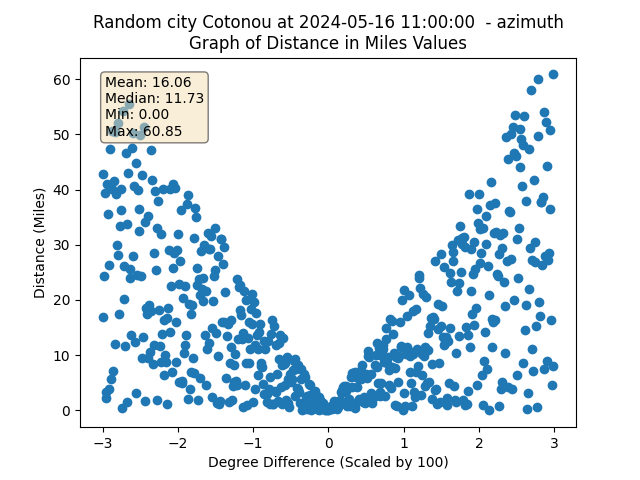 Random city Cotonou at 2024-05-16 11:00:00  - azimuth
Graph of Distance in Miles Values
Mean: 16.06
Median: 11.73
Min: 0.00
Max: 60.85
Distance (Miles)
60
50
40
30
20
10
0
−3
−2
−1
0
1
2
3
Degree Difference (Scaled by 100)